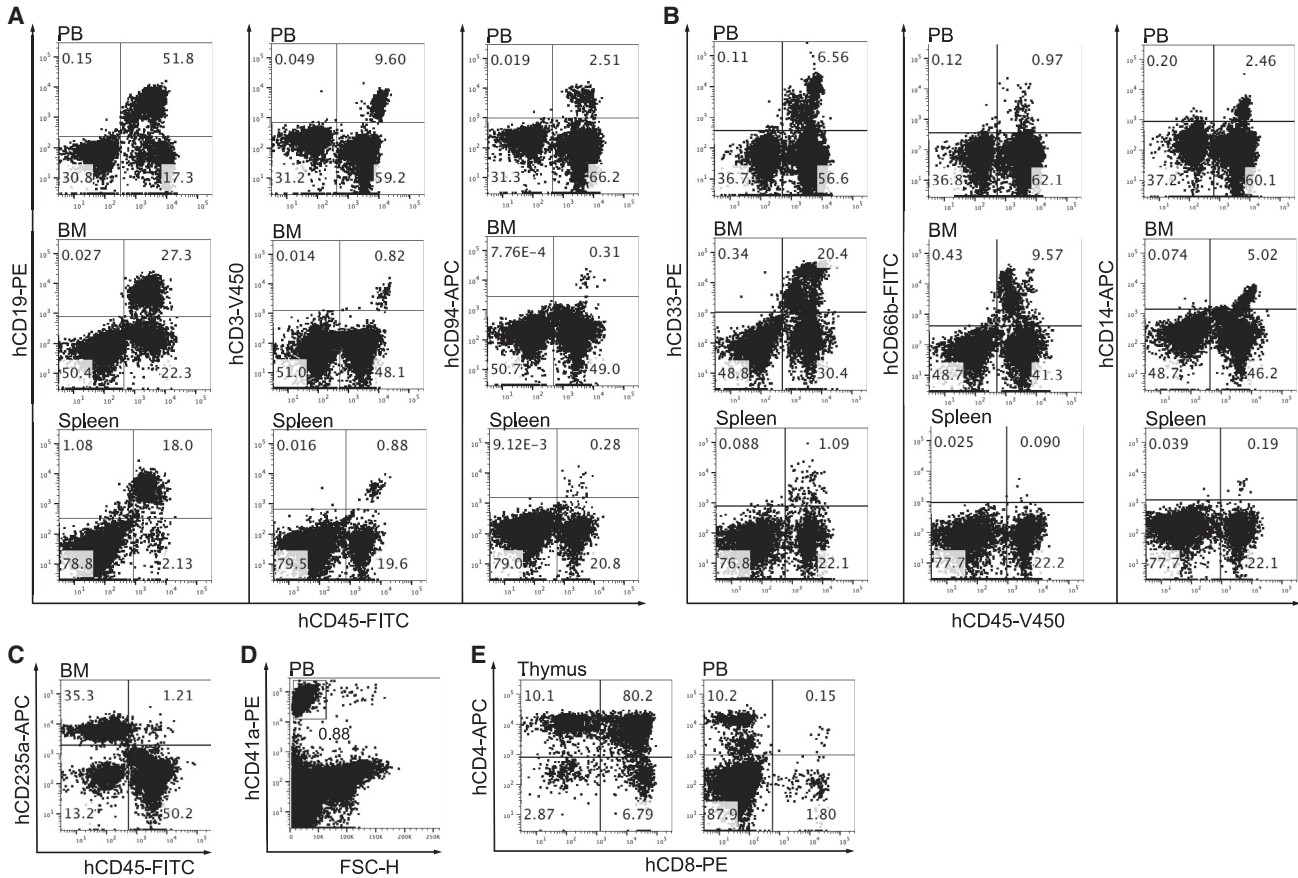 A
B
PB
PB
PB
PB
PB
PB
0.15 51.8
0.049 9.60
0.019 2.51
0.11 6.56
0.12 0.97
0.20 2.46
30.8 17.3
31.2 59.2
31.3 66.2
36.7 56.6
36.8 62.1
37.2 60.1
hCD19-PE
hCD3-V450
hCD94-APC
hCD33-PE
hCD66b-FITC
hCD14-APC
BM
BM
BM
BM
BM
BM
0.027 27.3
0.014 0.82
7.76E-4 0.31
0.34 20.4
0.43 9.57
0.074 5.02
50.4 22.3
51.0 48.1
50.7 49.0
48.8 30.4
48.7 41.3
48.7 46.2
Spleen
Spleen
Spleen
Spleen
Spleen
Spleen
1.08 18.0
0.016 0.88
9.12E-3 0.28
0.088 1.09
0.025 0.090
0.039 0.19
78.8 2.13
79.5 19.6
79.0 20.8
76.8 22.1
77.7 22.2
77.7 22.1
hCD45-FITC
hCD45-V450
C
BM
35.3 1.21
13.2 50.2
hCD235a-APC
hCD45-FITC
D
PB
0.88
hCD41a-PE
0 50K 100K 150K 200K 250K
FSC-H
E
Thymus
PB
10.1 80.2
10.2 0.15
2.87 6.79
87.9 1.80
hCD4-APC
hCD8-PE